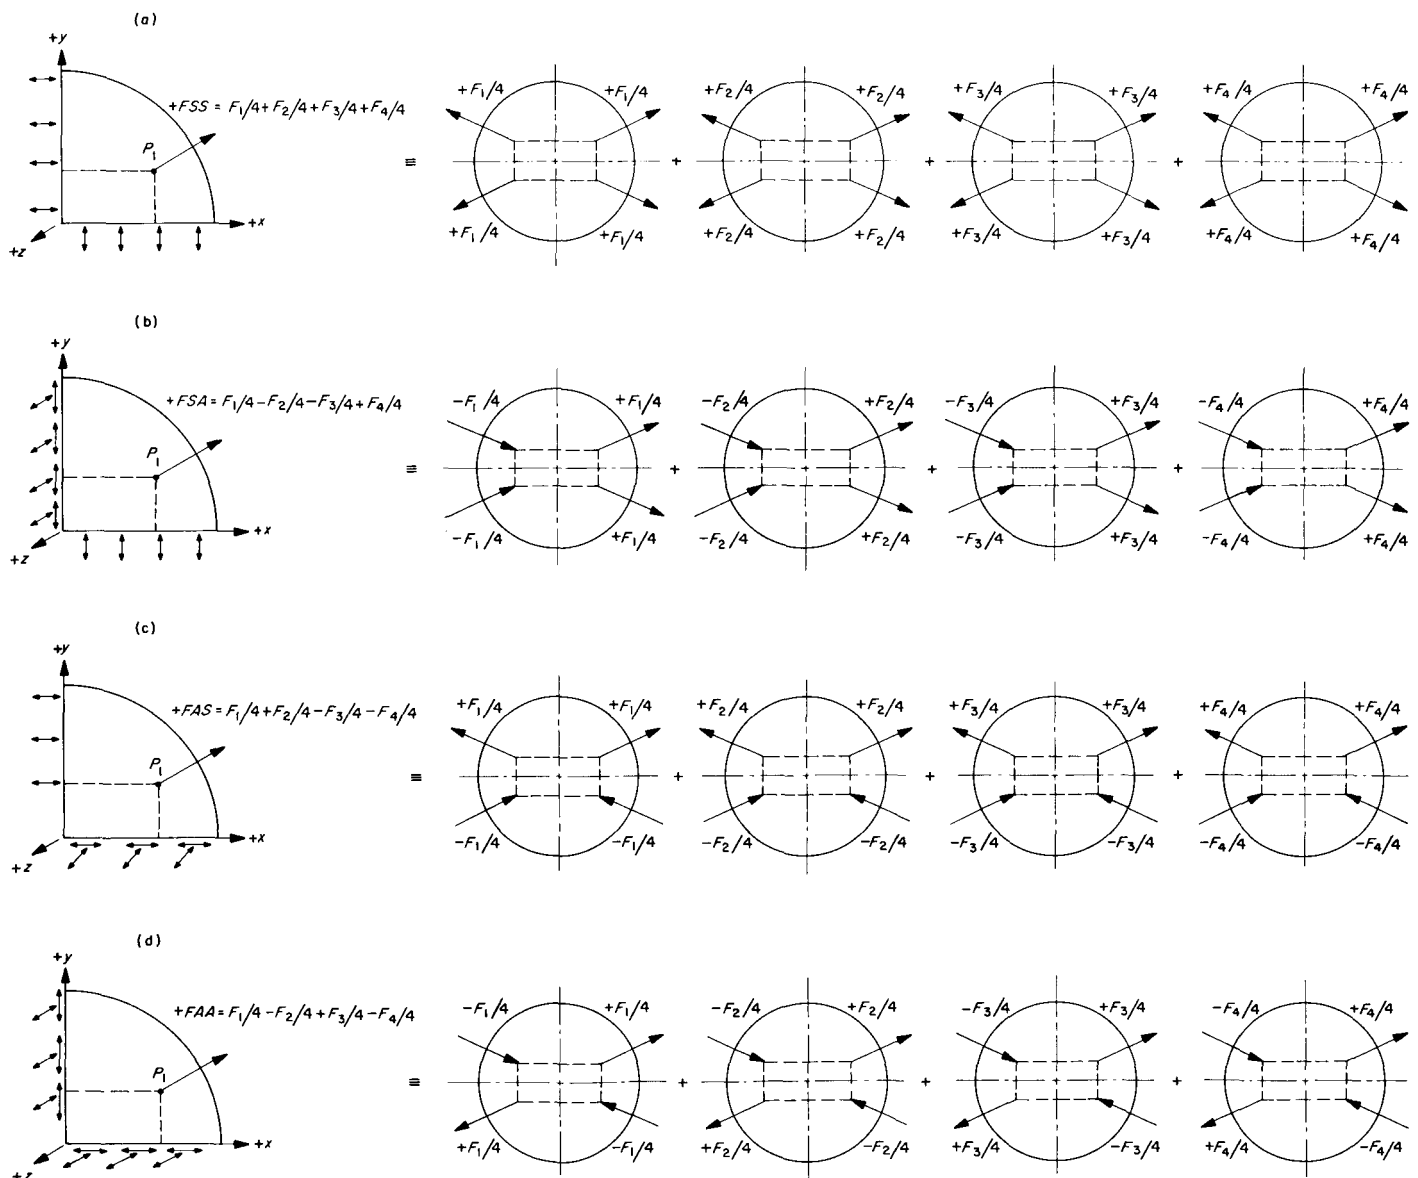 (a)
+y
+FSS = F₁/4 + F₂/4 + F₃/4 + F₄/4
P₁
+x
+z
≡
+F₁/4 +F₁/4
+F₁/4 +F₁/4
+
+F₂/4 +F₂/4
+F₂/4 +F₂/4
+
+F₃/4 +F₃/4
+F₃/4 +F₃/4
+
+F₄/4 +F₄/4
+F₄/4 +F₄/4
(b)
+y
+FSA = F₁/4 − F₂/4 − F₃/4 + F₄/4
P₁
+x
+z
≡
−F₁/4 +F₁/4
−F₁/4 +F₁/4
+
−F₂/4 +F₂/4
−F₂/4 +F₂/4
+
−F₃/4 +F₃/4
−F₃/4 +F₃/4
+
−F₄/4 +F₄/4
−F₄/4 +F₄/4
(c)
+y
+FAS = F₁/4 + F₂/4 − F₃/4 − F₄/4
P₁
+x
+z
≡
+F₁/4 +F₁/4
−F₁/4 −F₁/4
+
+F₂/4 +F₂/4
−F₂/4 −F₂/4
+
+F₃/4 +F₃/4
−F₃/4 −F₃/4
+
+F₄/4 +F₄/4
−F₄/4 −F₄/4
(d)
+y
+FAA = F₁/4 − F₂/4 + F₃/4 − F₄/4
P₁
+x
+z
≡
−F₁/4 +F₁/4
+F₁/4 −F₁/4
+
−F₂/4 +F₂/4
+F₂/4 −F₂/4
+
−F₃/4 +F₃/4
+F₃/4 −F₃/4
+
−F₄/4 +F₄/4
+F₄/4 −F₄/4